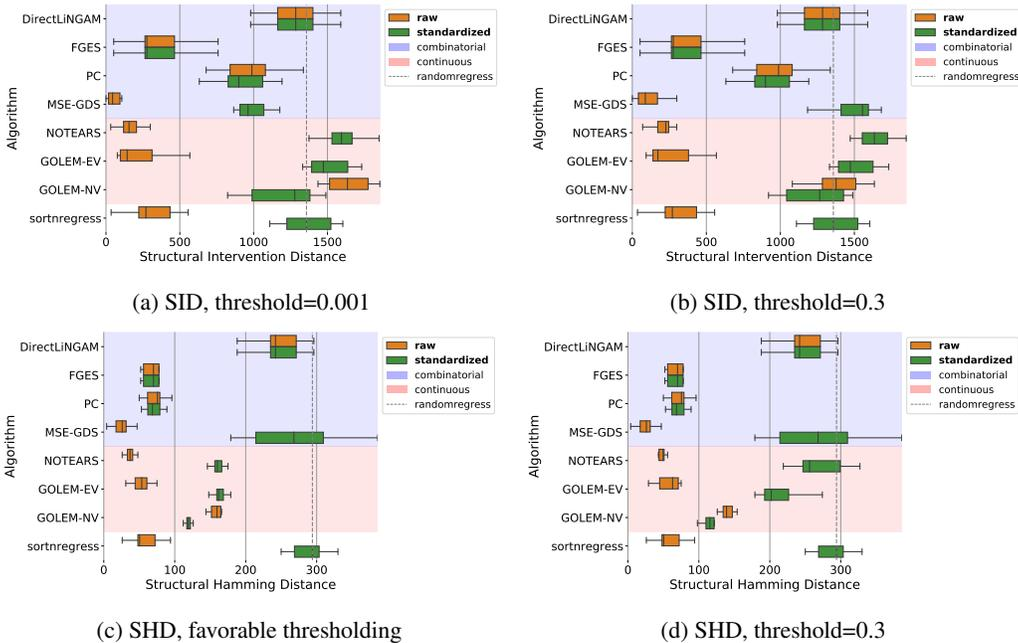 DirectLiNGAM
FGES
PC
MSE-GDS
NOTEARS
GOLEM-EV
GOLEM-NV
sortnregress
Algorithm
0 500 1000 1500
Structural Intervention Distance
raw
standardized
combinatorial
continuous
randomregress
(a) SID, threshold=0.001
DirectLiNGAM
FGES
PC
MSE-GDS
NOTEARS
GOLEM-EV
GOLEM-NV
sortnregress
Algorithm
0 500 1000 1500
Structural Intervention Distance
raw
standardized
combinatorial
continuous
randomregress
(b) SID, threshold=0.3
DirectLiNGAM
FGES
PC
MSE-GDS
NOTEARS
GOLEM-EV
GOLEM-NV
sortnregress
Algorithm
0 100 200 300
Structural Hamming Distance
raw
standardized
combinatorial
continuous
randomregress
(c) SHD, favorable thresholding
DirectLiNGAM
FGES
PC
MSE-GDS
NOTEARS
GOLEM-EV
GOLEM-NV
sortnregress
Algorithm
0 100 200 300
Structural Hamming Distance
raw
standardized
combinatorial
continuous
randomregress
(d) SHD, threshold=0.3